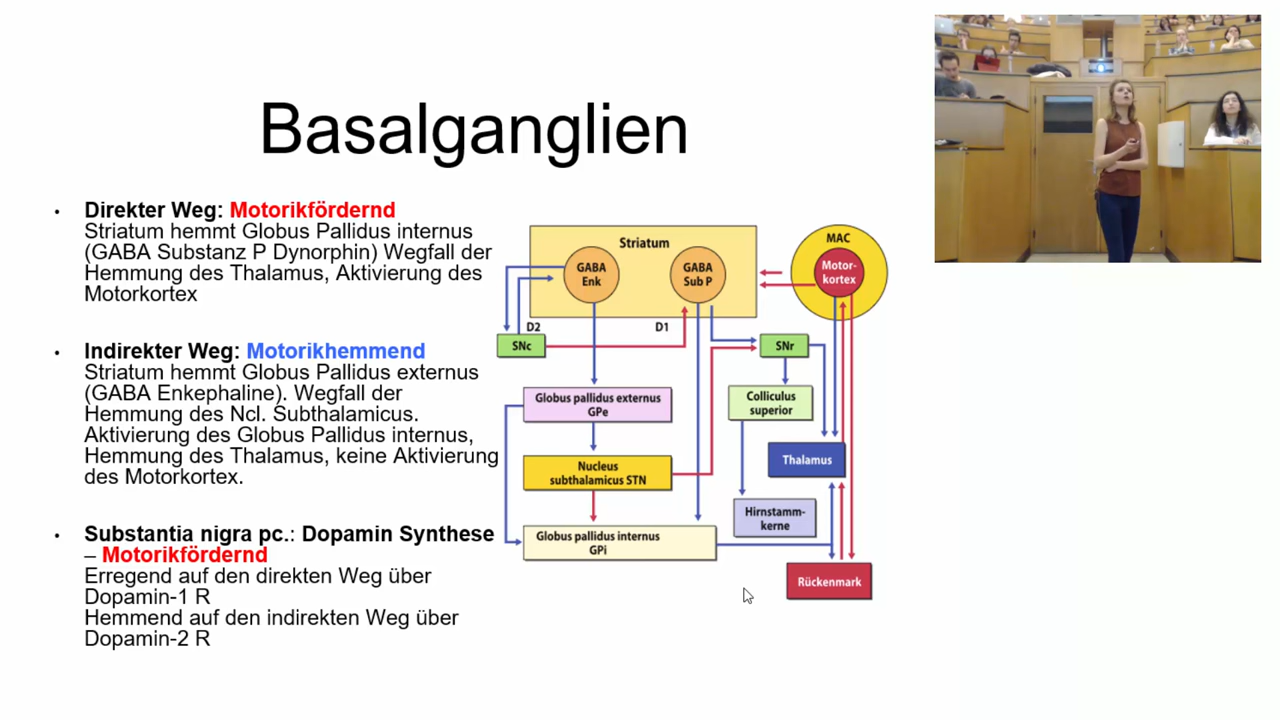 Basalganglien
• Direkter Weg: Motorikfördernd
Striatum hemmt Globus Pallidus internus
(GABA Substanz P Dynorphin) Wegfall der
Hemmung des Thalamus, Aktivierung des
Motorkortex
• Indirekter Weg: Motorikhemmend
Striatum hemmt Globus Pallidus externus
(GABA Enkephaline). Wegfall der
Hemmung des Ncl. Subthalamicus.
Aktivierung des Globus Pallidus internus,
Hemmung des Thalamus, keine Aktivierung
des Motorkortex.
• Substantia nigra pc.: Dopamin Synthese
– Motorikfördernd
Erregend auf den direkten Weg über
Dopamin-1 R
Hemmend auf den indirekten Weg über
Dopamin-2 R
Striatum
GABA
Enk
GABA
Sub P
MAC
Motor-
kortex
D2
D1
SNc
SNr
Globus pallidus externus
GPe
Colliculus
superior
Nucleus
subthalamicus STN
Thalamus
Hirnstamm-
kerne
Globus pallidus internus
GPi
Rückenmark